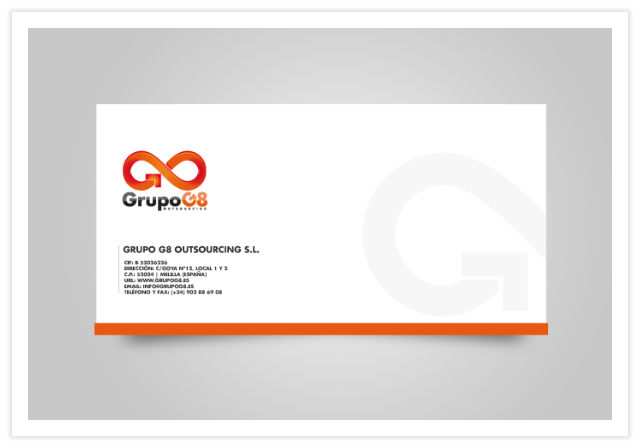 GrupoG8
OUTSOURCING
GRUPO G8 OUTSOURCING S.L.
CIF: B 52026226
DIRECCIÓN: C/GOYA Nº12, LOCAL 1 Y 2
C.P.: 52004 | MELILLA (ESPAÑA)
URL: WWW.GRUPOG8.ES
EMAIL: INFO@GRUPOG8.ES
TELÉFONO Y FAX: (+34) 902 88 69 08